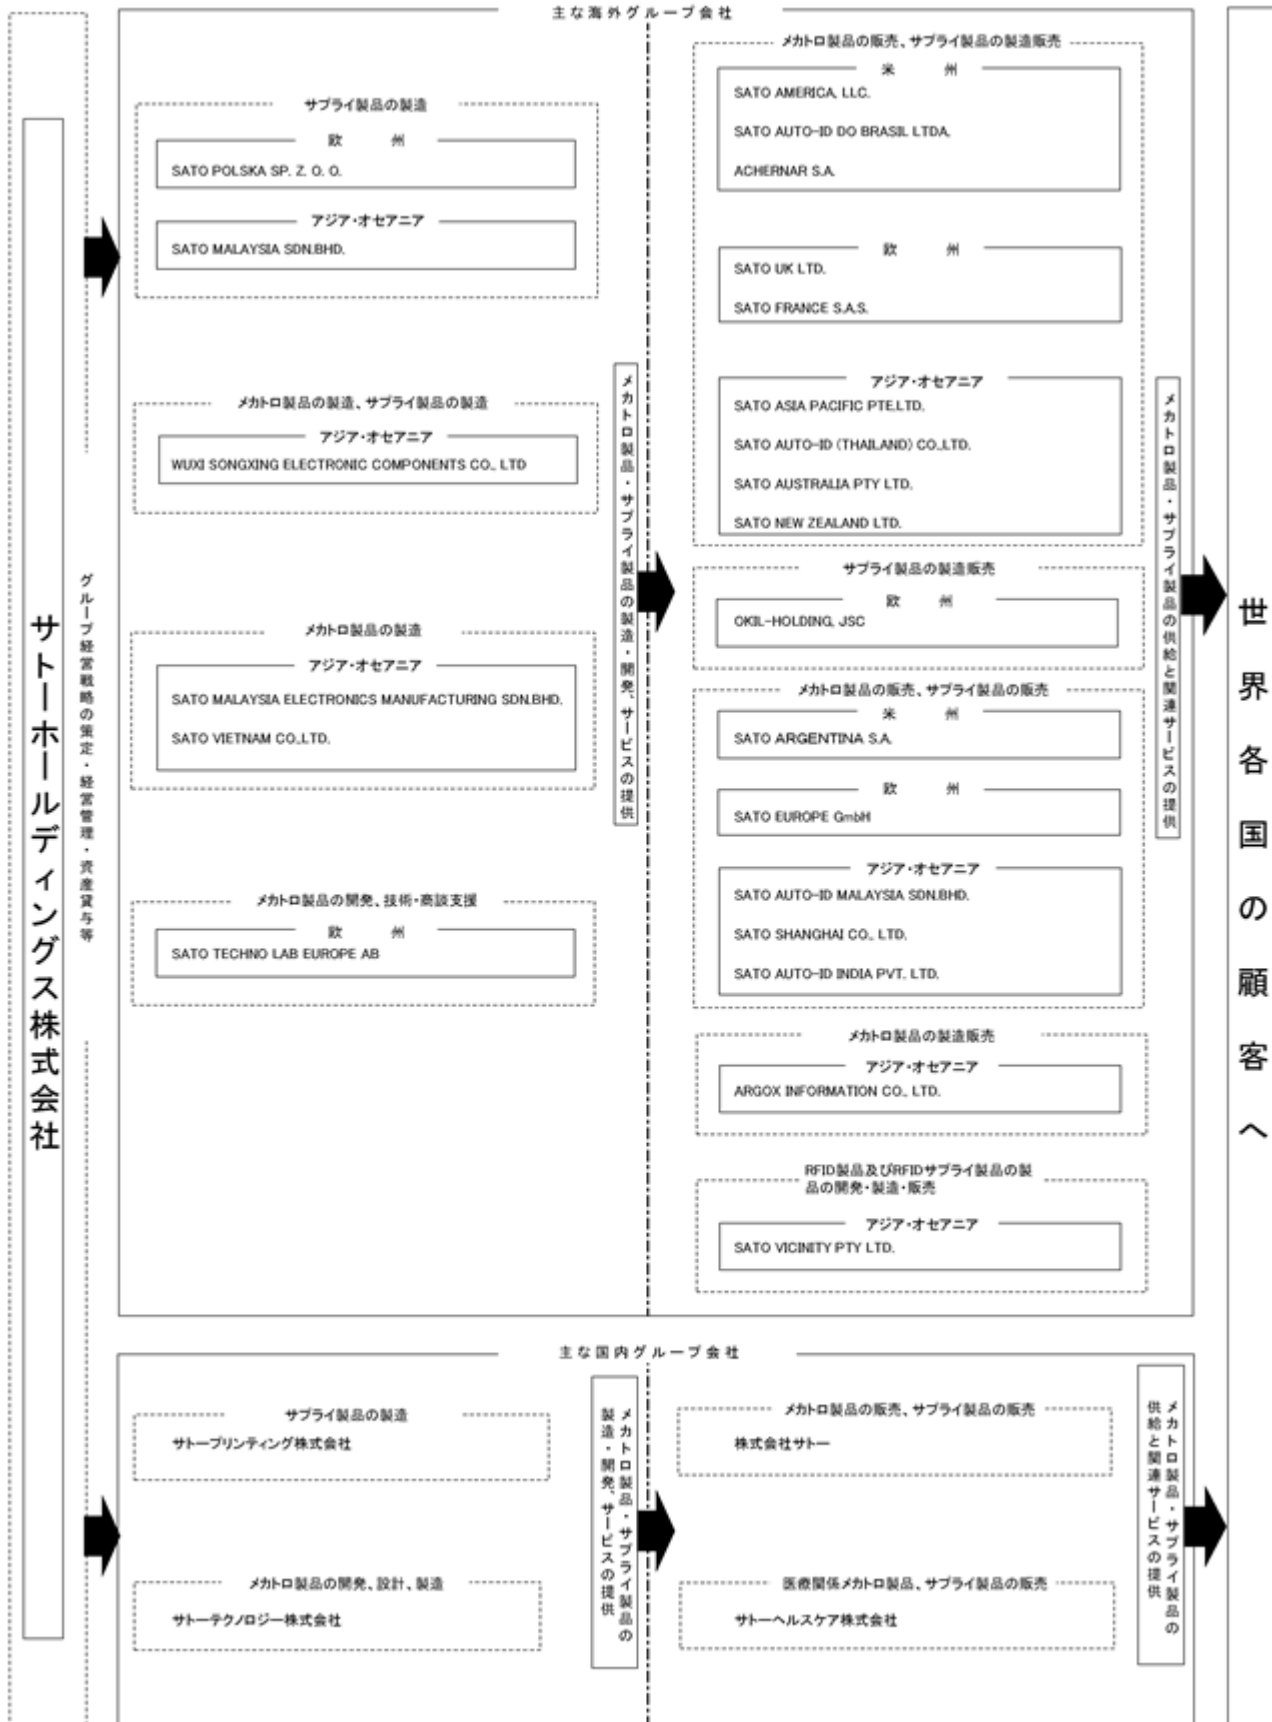 サトーホールディングス株式会社
グループ経営戦略の策定・経営管理・資産貸与等
主な海外グループ会社
サプライ製品の製造
欧州
SATO POLSKA SP. Z. O. O.
アジア・オセアニア
SATO MALAYSIA SDN.BHD.
メカトロ製品の製造、サプライ製品の製造
アジア・オセアニア
WUXI SONGXING ELECTRONIC COMPONENTS CO., LTD
メカトロ製品の製造
アジア・オセアニア
SATO MALAYSIA ELECTRONICS MANUFACTURING SDN.BHD.
SATO VIETNAM CO.,LTD.
メカトロ製品の開発、技術・商談支援
欧州
SATO TECHNO LAB EUROPE AB
メカトロ製品・サプライ製品の製造・開発、サービスの提供
メカトロ製品の販売、サプライ製品の製造販売
米州
SATO AMERICA, LLC.
SATO AUTO-ID DO BRASIL LTDA.
ACHERNAR S.A.
欧州
SATO UK LTD.
SATO FRANCE S.A.S.
アジア・オセアニア
SATO ASIA PACIFIC PTE.LTD.
SATO AUTO-ID (THAILAND) CO.,LTD.
SATO AUSTRALIA PTY LTD.
SATO NEW ZEALAND LTD.
サプライ製品の製造販売
欧州
OKIL-HOLDING, JSC
メカトロ製品の販売、サプライ製品の販売
米州
SATO ARGENTINA S.A.
欧州
SATO EUROPE GmbH
アジア・オセアニア
SATO AUTO-ID MALAYSIA SDN.BHD.
SATO SHANGHAI CO., LTD.
SATO AUTO-ID INDIA PVT. LTD.
メカトロ製品の製造販売
アジア・オセアニア
ARGOX INFORMATION CO., LTD.
RFID製品及びRFIDサプライ製品の製
品の開発・製造・販売
アジア・オセアニア
SATO VICINITY PTY LTD.
メカトロ製品・サプライ製品の供給と関連サービスの提供
世界各国の顧客へ
主な国内グループ会社
サプライ製品の製造
サトープリンティング株式会社
メカトロ製品の開発、設計、製造
サトーテクノロジー株式会社
メカトロ製品・サプライ製品の
製造・開発、サービスの提供
メカトロ製品の販売、サプライ製品の販売
株式会社サトー
医療関係メカトロ製品、サプライ製品の販売
サトーヘルスケア株式会社
メカトロ製品・サプライ製品の
供給と関連サービスの提供